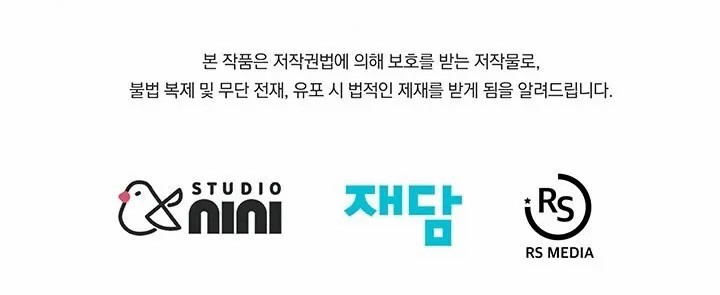 본 작품은 저작권법에 의해 보호를 받는 저작물로,
불법 복제 및 무단 전재, 유포 시 법적인 제재를 받게 됨을 알려드립니다.
STUDIO
nini
재담
RS
RS MEDIA